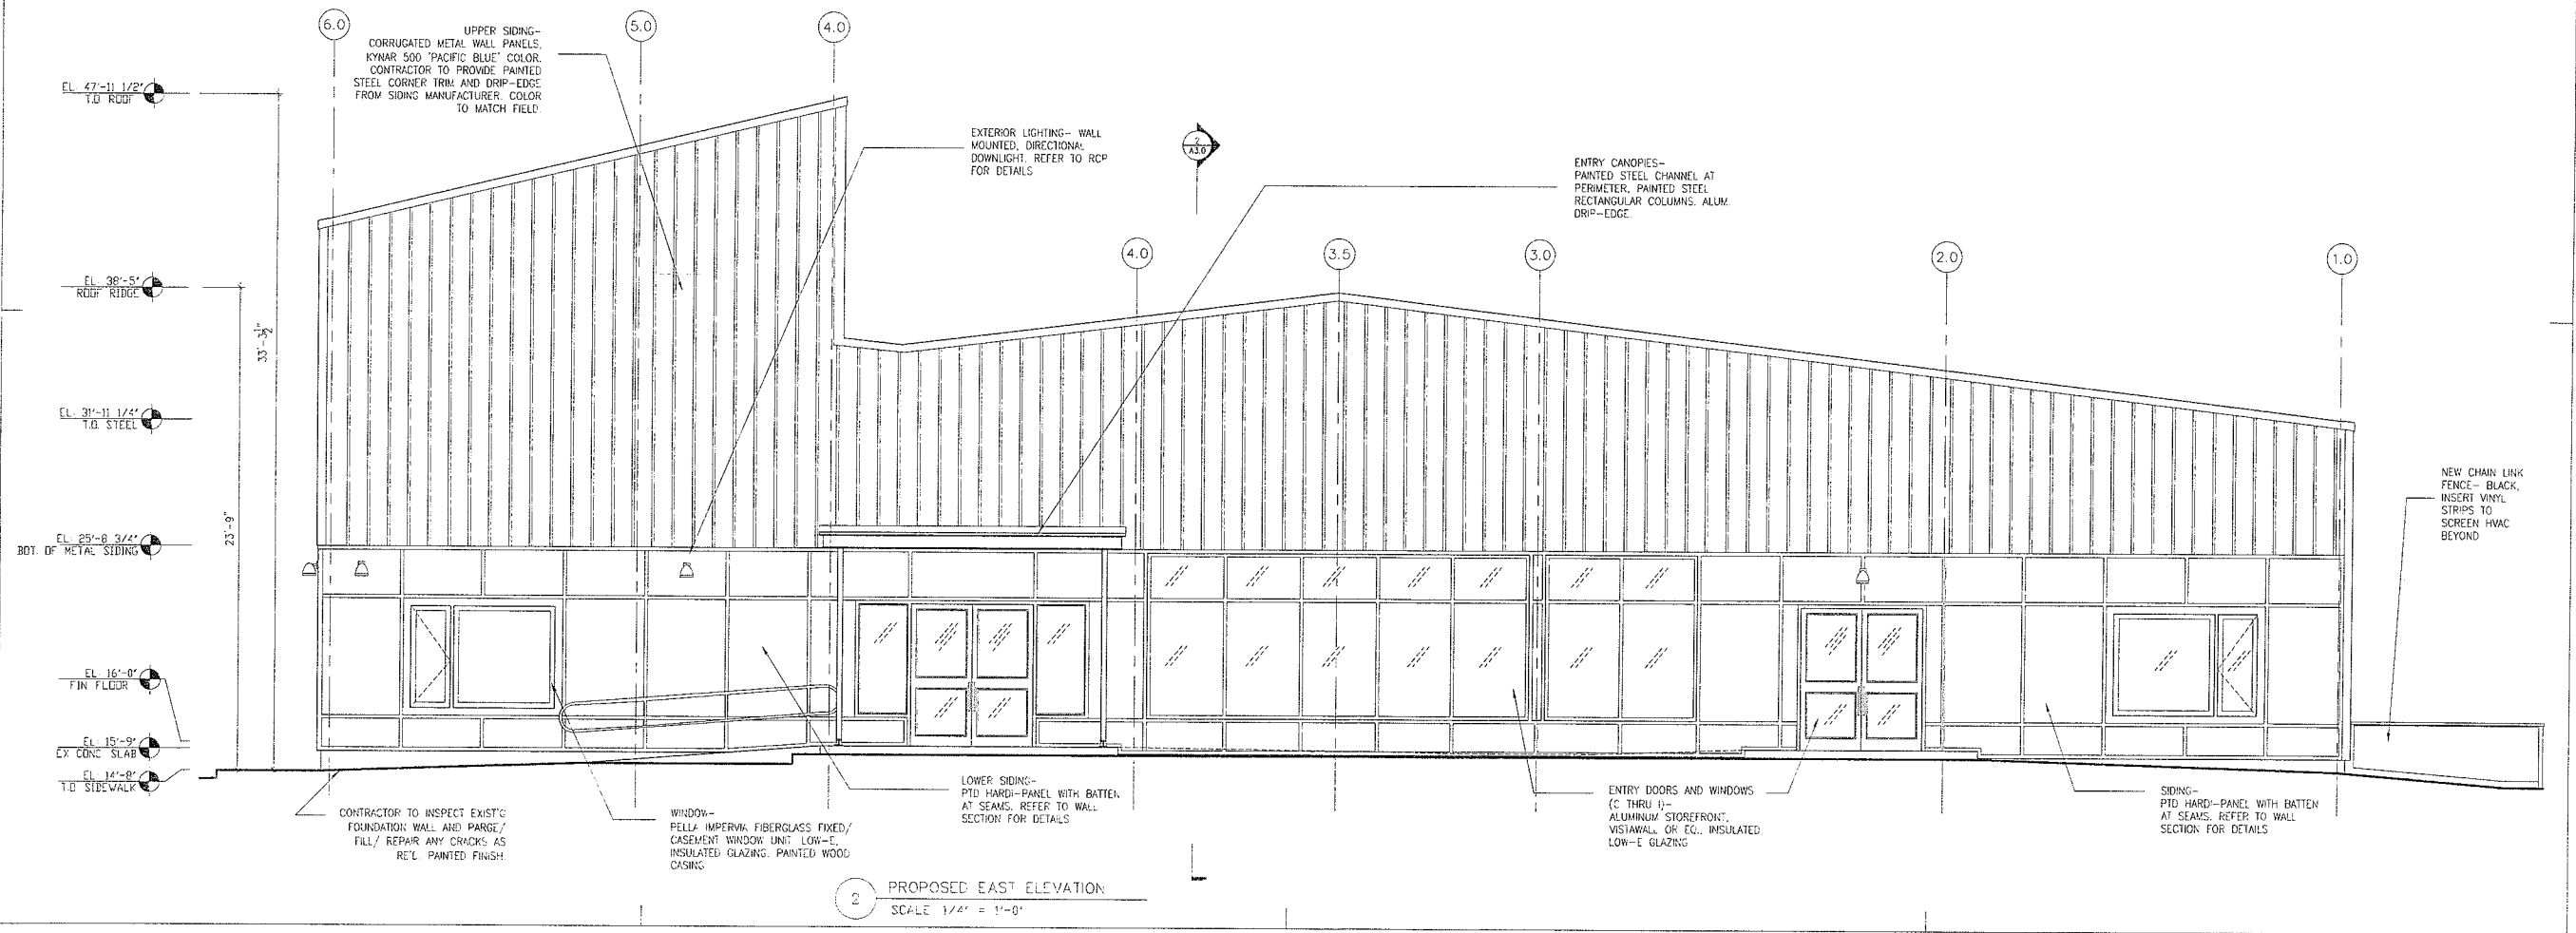 6.0
5.0
4.0
UPPER SIDING-
CORRUGATED METAL WALL PANELS,
KYNAR 500 'PACIFIC BLUE' COLOR.
CONTRACTOR TO PROVIDE PAINTED
STEEL CORNER TRIM AND DRIP-EDGE
FROM SIDING MANUFACTURER. COLOR
TO MATCH FIELD.
EL. 47'-11 1/2"
T.O. ROOF
EXTERIOR LIGHTING- WALL
MOUNTED, DIRECTIONAL
DOWNLIGHT. REFER TO RCP
FOR DETAILS
2
A3.0
ENTRY CANOPIES-
PAINTED STEEL CHANNEL AT
PERIMETER, PAINTED STEEL
RECTANGULAR COLUMNS. ALUM.
DRIP-EDGE.
4.0
3.5
3.0
2.0
1.0
EL. 38'-5"
ROOF RIDGE
33'-3 1/2"
EL. 31'-11 1/4"
T.O. STEEL
23'-9"
EL. 25'-8 3/4"
BOT. OF METAL SIDING
NEW CHAIN LINK
FENCE- BLACK,
INSERT VINYL
STRIPS TO
SCREEN HVAC
BEYOND
EL. 16'-0"
FIN FLOOR
EL. 15'-9"
EX CONC SLAB
EL 14'-8"
T.O SIDEWALK
CONTRACTOR TO INSPECT EXIST'G
FOUNDATION WALL AND PARGE/
FILL/ REPAIR ANY CRACKS AS
PAINTED FINISH.
WINDOW-
PELLA IMPERVIA FIBERGLASS FIXED/
CASEMENT WINDOW UNIT LOW-E,
INSULATED GLAZING. PAINTED WOOD
CASING
LOWER SIDING-
PTD HARDI-PANEL WITH BATTEN
AT SEAMS. REFER TO WALL
SECTION FOR DETAILS
ENTRY DOORS AND WINDOWS
(C THRU I)-
ALUMINUM STOREFRONT,
VISTAWALL OR EQ., INSULATED.
LOW-E GLAZING
SIDING-
PTD HARDI-PANEL WITH BATTEN
AT SEAMS. REFER TO WALL
SECTION FOR DETAILS
2
PROPOSED EAST ELEVATION
SCALE 1/4" = 1'-0"